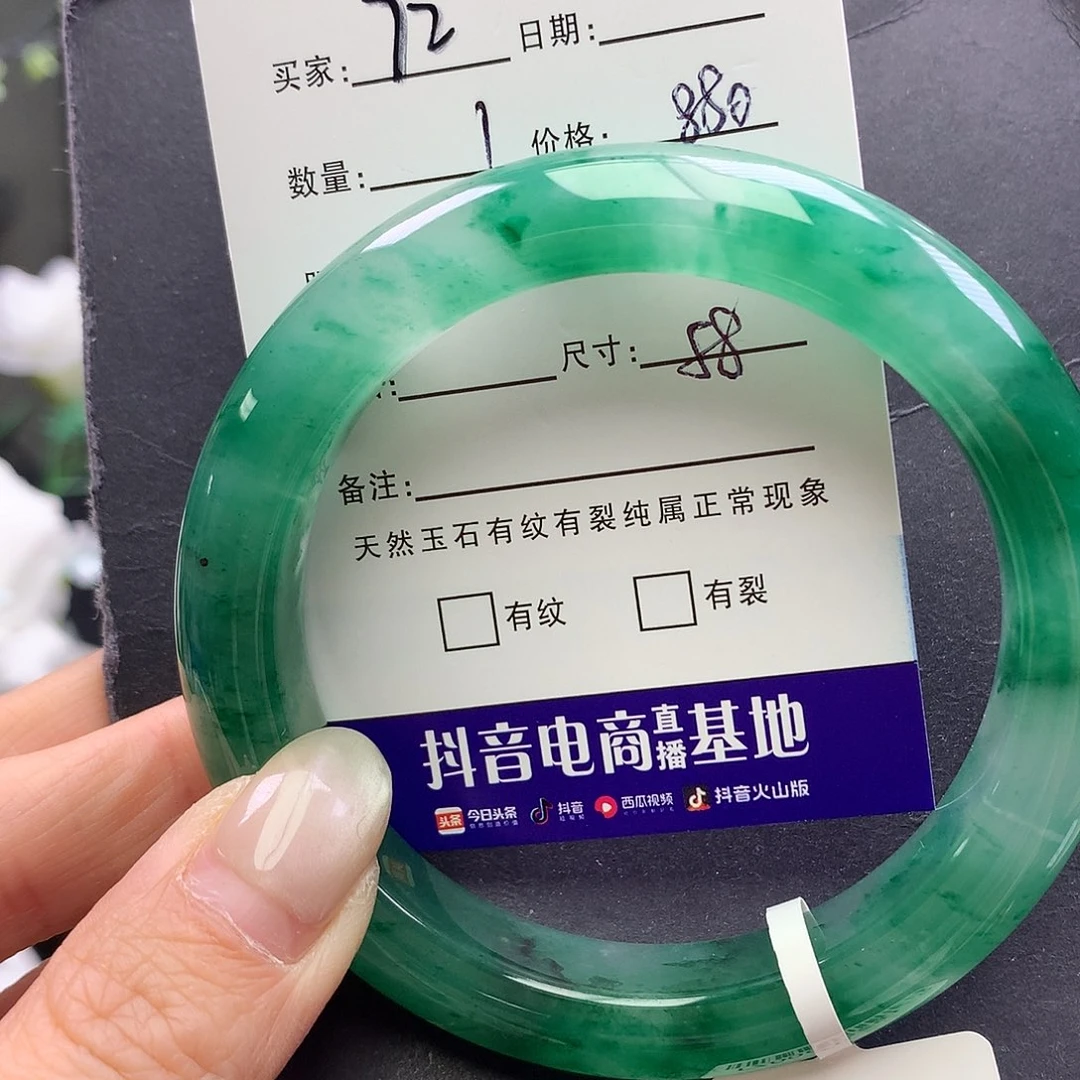 买家: 72 日期:
数量: 1 价格: 880
尺寸: 58
备注:
天然玉石有纹有裂纯属正常现象
有纹 有裂
抖音电商直播基地
头条 今日头条 抖音 西瓜视频 抖音火山版